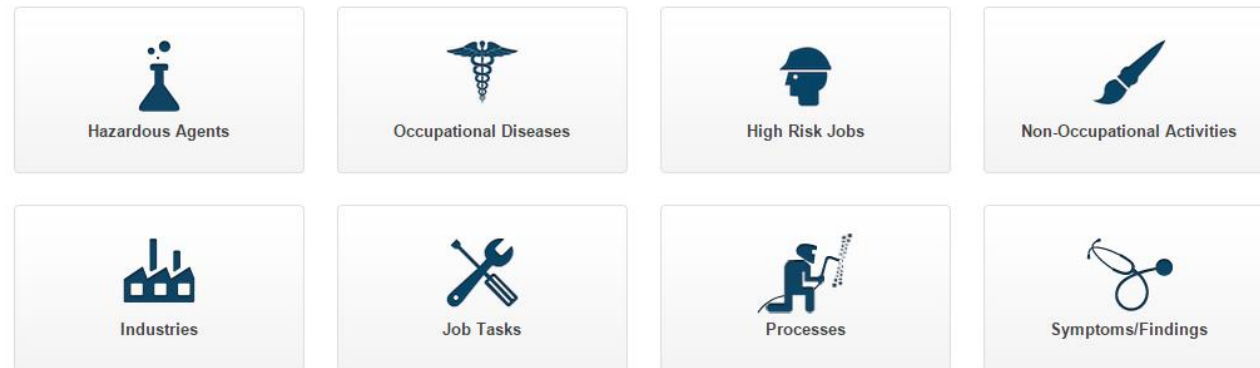 Hazardous Agents
Occupational Diseases
High Risk Jobs
Non-Occupational Activities
Industries
Job Tasks
Processes
Symptoms/Findings